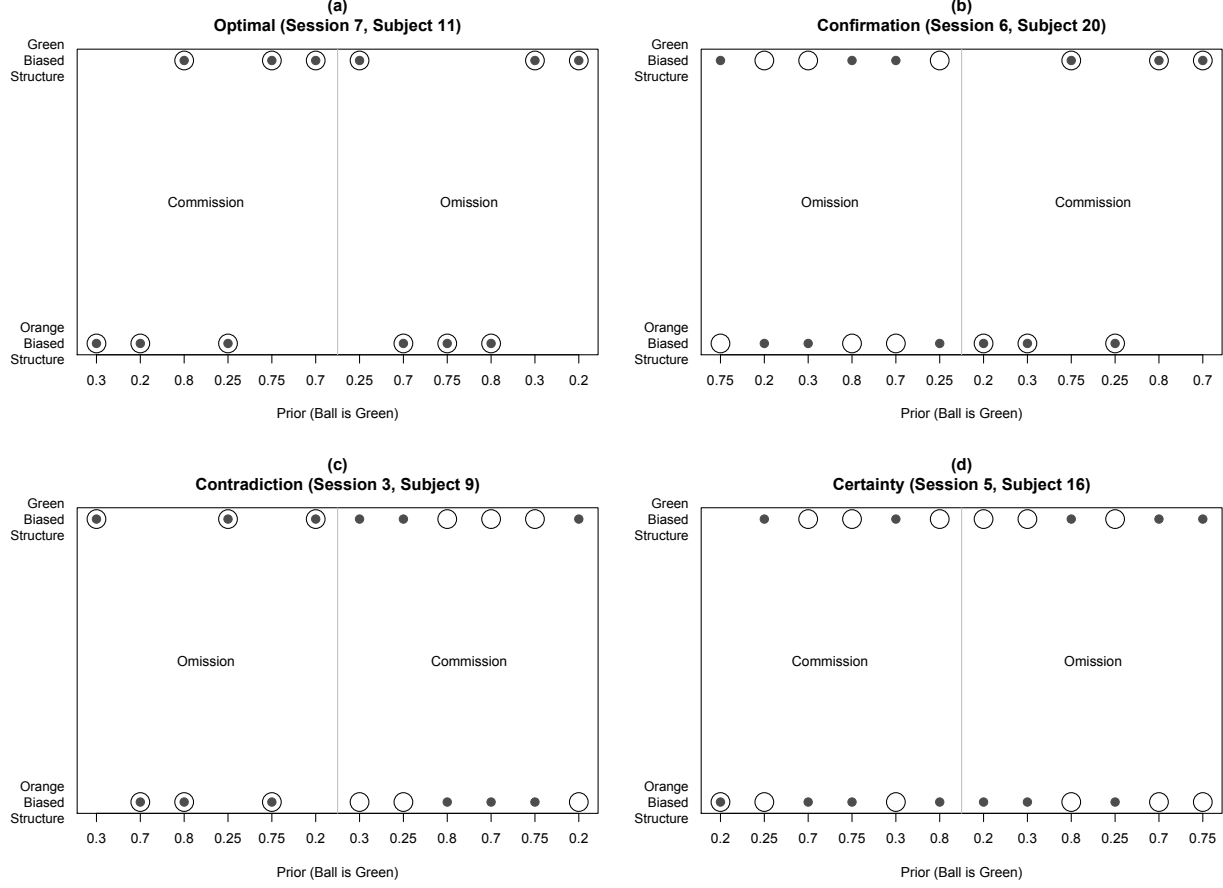 (a)
Optimal (Session 7, Subject 11)
Green
Biased
Structure
Commission
Omission
Orange
Biased
Structure
0.3 0.2 0.8 0.25 0.75 0.7 0.25 0.7 0.75 0.8 0.3 0.2
Prior (Ball is Green)
(b)
Confirmation (Session 6, Subject 20)
Green
Biased
Structure
Omission
Commission
Orange
Biased
Structure
0.75 0.2 0.3 0.8 0.7 0.25 0.2 0.3 0.75 0.25 0.8 0.7
Prior (Ball is Green)
(c)
Contradiction (Session 3, Subject 9)
Green
Biased
Structure
Omission
Commission
Orange
Biased
Structure
0.3 0.7 0.8 0.25 0.75 0.2 0.3 0.25 0.8 0.7 0.75 0.2
Prior (Ball is Green)
(d)
Certainty (Session 5, Subject 16)
Green
Biased
Structure
Commission
Omission
Orange
Biased
Structure
0.2 0.25 0.7 0.75 0.3 0.8 0.2 0.3 0.8 0.25 0.7 0.75
Prior (Ball is Green)